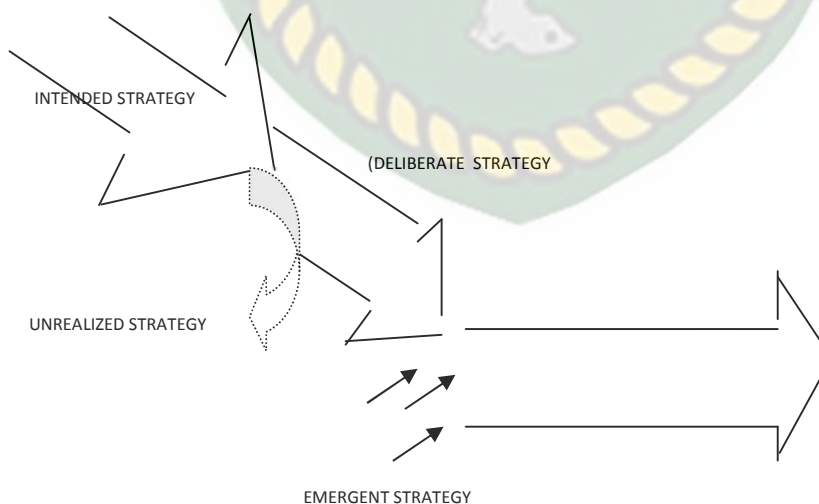 INTENDED STRATEGY
(DELIBERATE  STRATEGY
UNREALIZED STRATEGY
EMERGENT STRATEGY